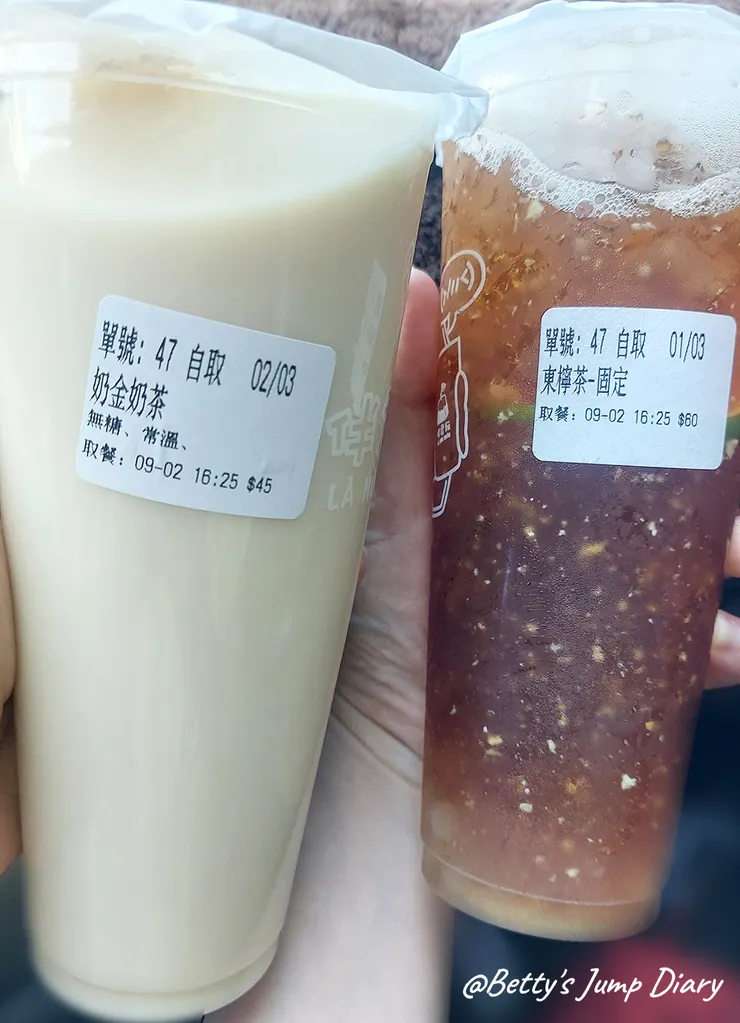 單號: 47 自取 02/03
奶金奶茶
無糖、常溫、
取餐: 09-02 16:25 $45
單號: 47 自取 01/03
東檸茶-固定
取餐: 09-02 16:25 $60
@Betty's Jump Diary